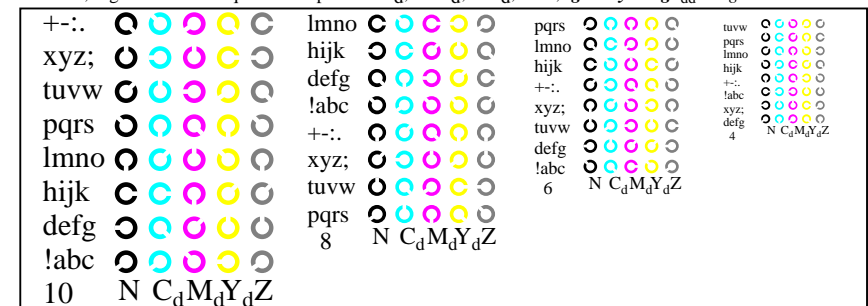 +-:.
xyz;
tuvw
pqrs
lmno
hijk
defg
!abc
10 N CdMdYdZ
lmno
hijk
defg
!abc
+-:.
xyz;
tuvw
pqrs
8 N CdMdYdZ
pqrs
lmno
hijk
+-:.
xyz;
tuvw
defg
!abc
6 N CdMdYdZ
tuvw
pqrs
lmno
hijk
+-:.
!abc
xyz;
defg
4 N CdMdYdZ